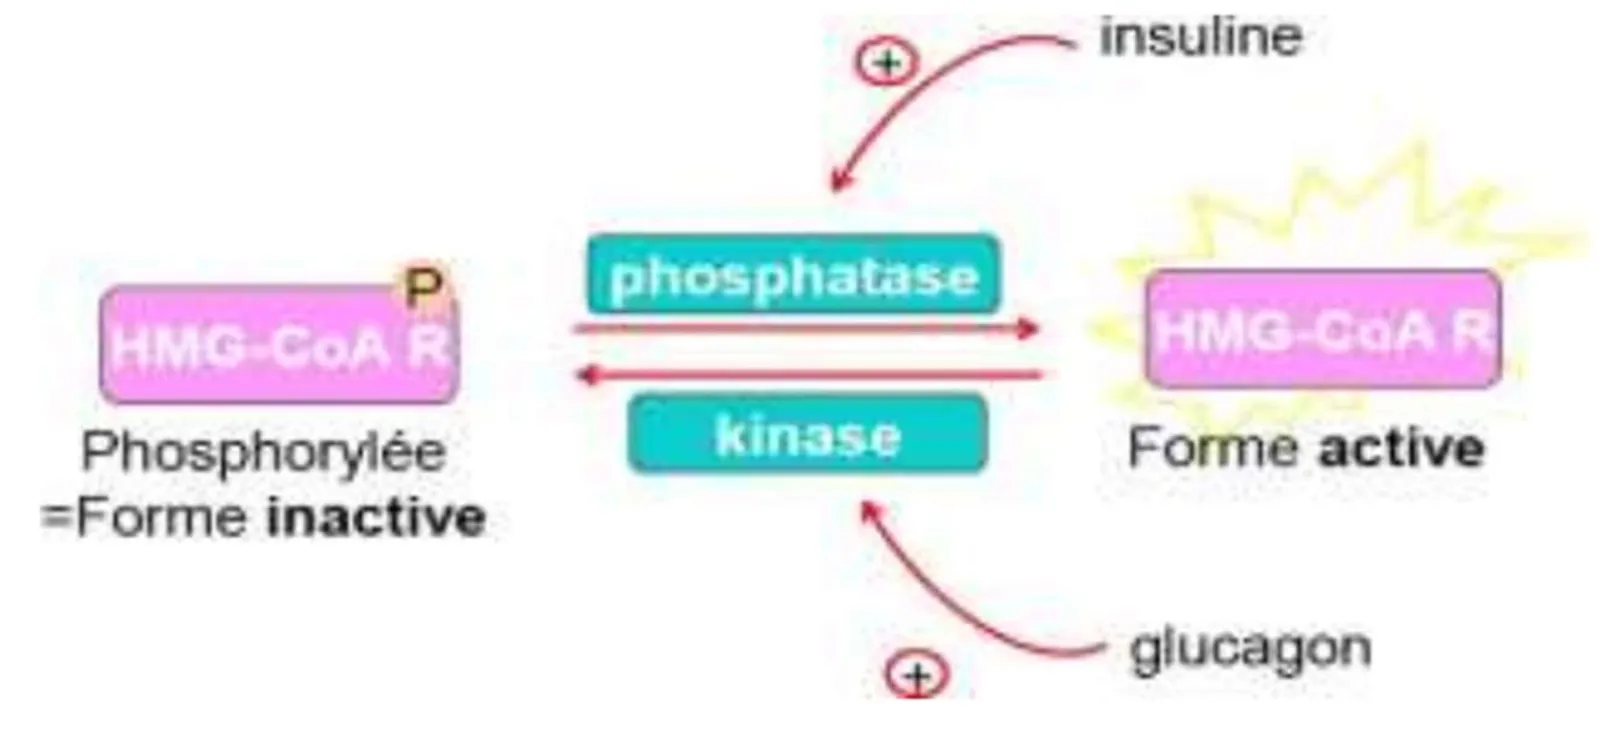 insuline
+
phosphatase
P
HMG-CoA R
HMG-CoA R
kinase
Phosphorylée
=Forme inactive
Forme active
glucagon
+